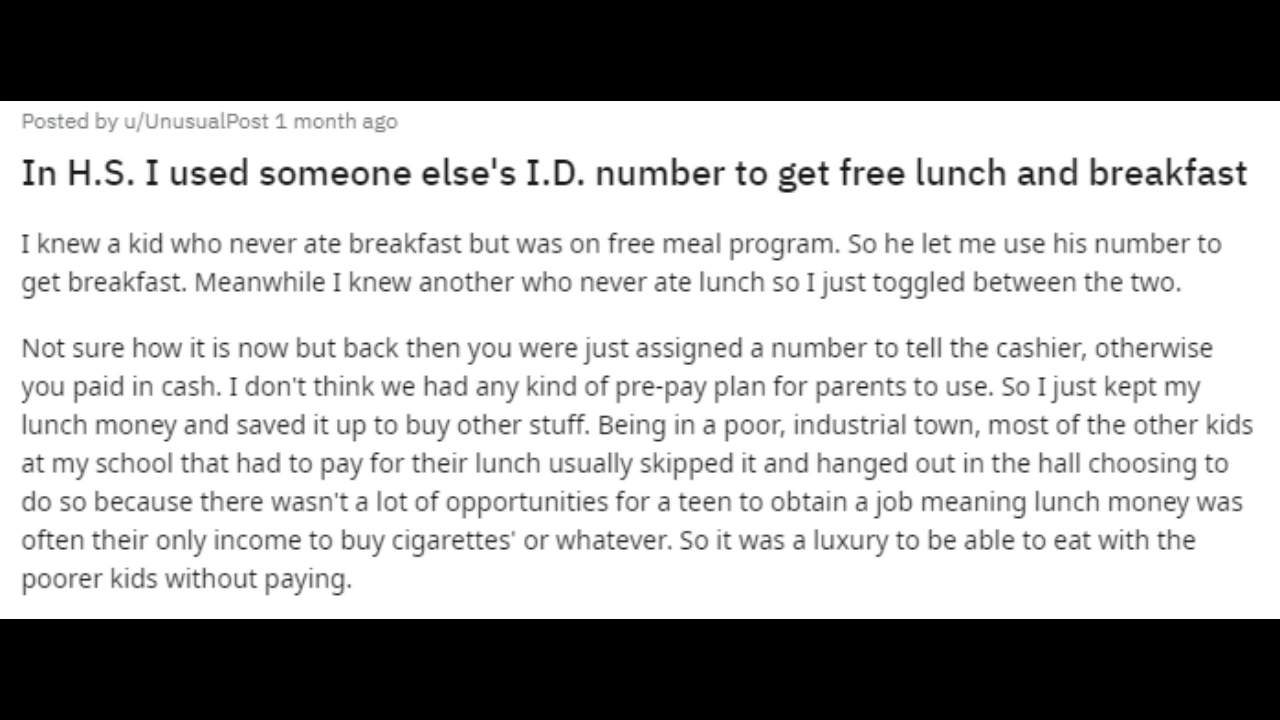 Posted by u/UnusualPost 1 month ago
In H.S. I used someone else's I.D. number to get free lunch and breakfast
I knew a kid who never ate breakfast but was on free meal program. So he let me use his number to
get breakfast. Meanwhile I knew another who never ate lunch so I just toggled between the two.
Not sure how it is now but back then you were just assigned a number to tell the cashier, otherwise
you paid in cash. I don't think we had any kind of pre-pay plan for parents to use. So I just kept my
lunch money and saved it up to buy other stuff. Being in a poor, industrial town, most of the other kids
at my school that had to pay for their lunch usually skipped it and hanged out in the hall choosing to
do so because there wasn't a lot of opportunities for a teen to obtain a job meaning lunch money was
often their only income to buy cigarettes' or whatever. So it was a luxury to be able to eat with the
poorer kids without paying.